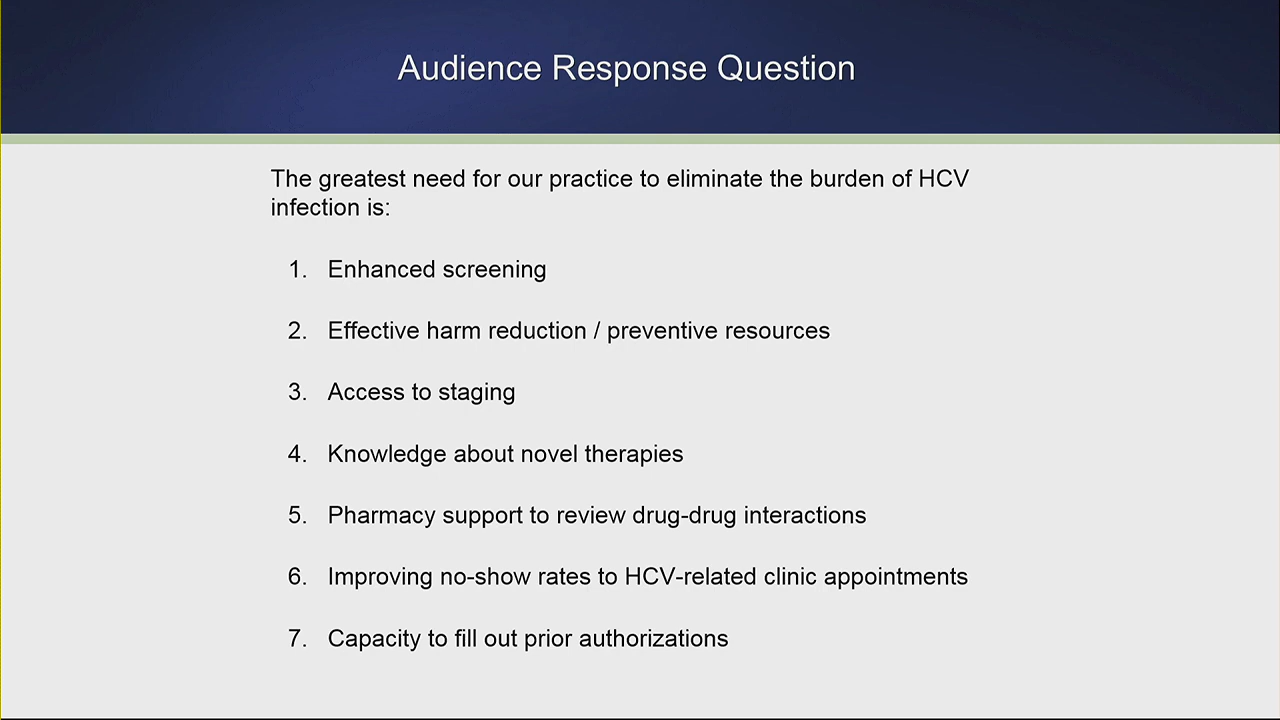 Audience Response Question
The greatest need for our practice to eliminate the burden of HCV
infection is:
1. Enhanced screening
2. Effective harm reduction / preventive resources
3. Access to staging
4. Knowledge about novel therapies
5. Pharmacy support to review drug-drug interactions
6. Improving no-show rates to HCV-related clinic appointments
7. Capacity to fill out prior authorizations